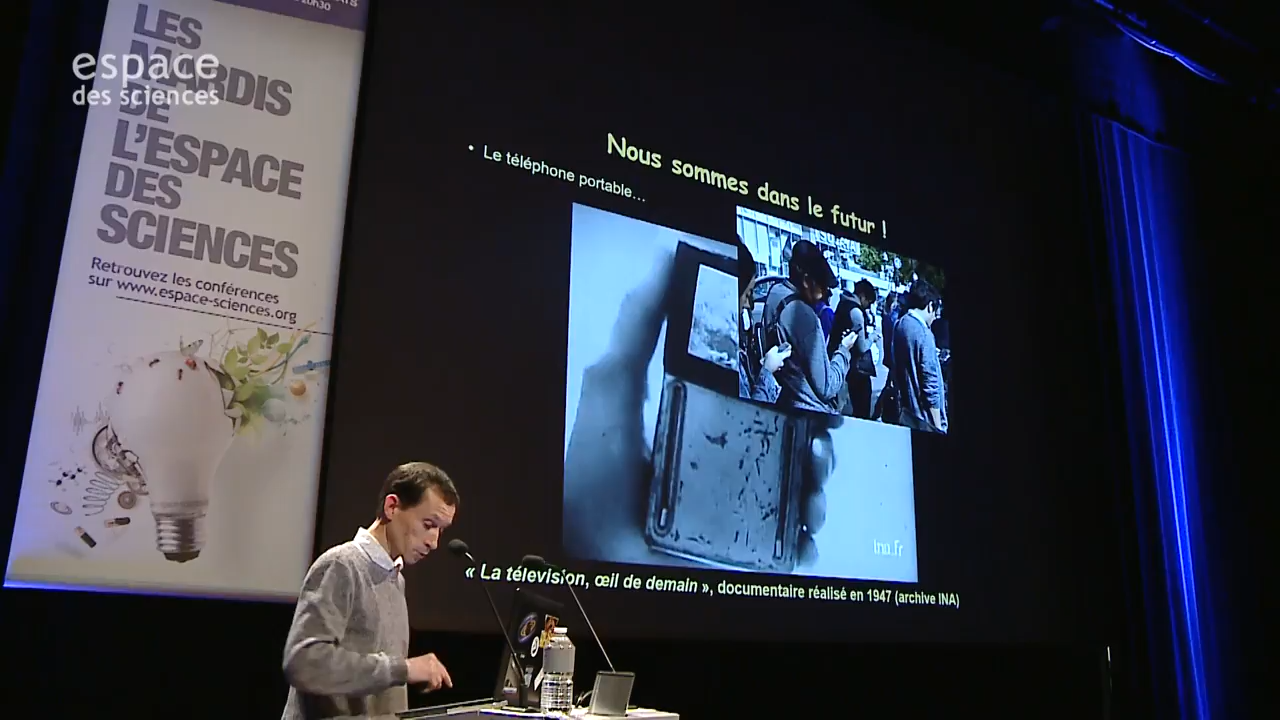 20h30
LES
MARDIS
DE
L'ESPACE
DES
SCIENCES
Retrouvez les conférences
sur www.espace-sciences.org
espace
des sciences
Nous sommes dans le futur !
• Le téléphone portable...
ina.fr
« La télévision, œil de demain », documentaire réalisé en 1947 (archive INA)